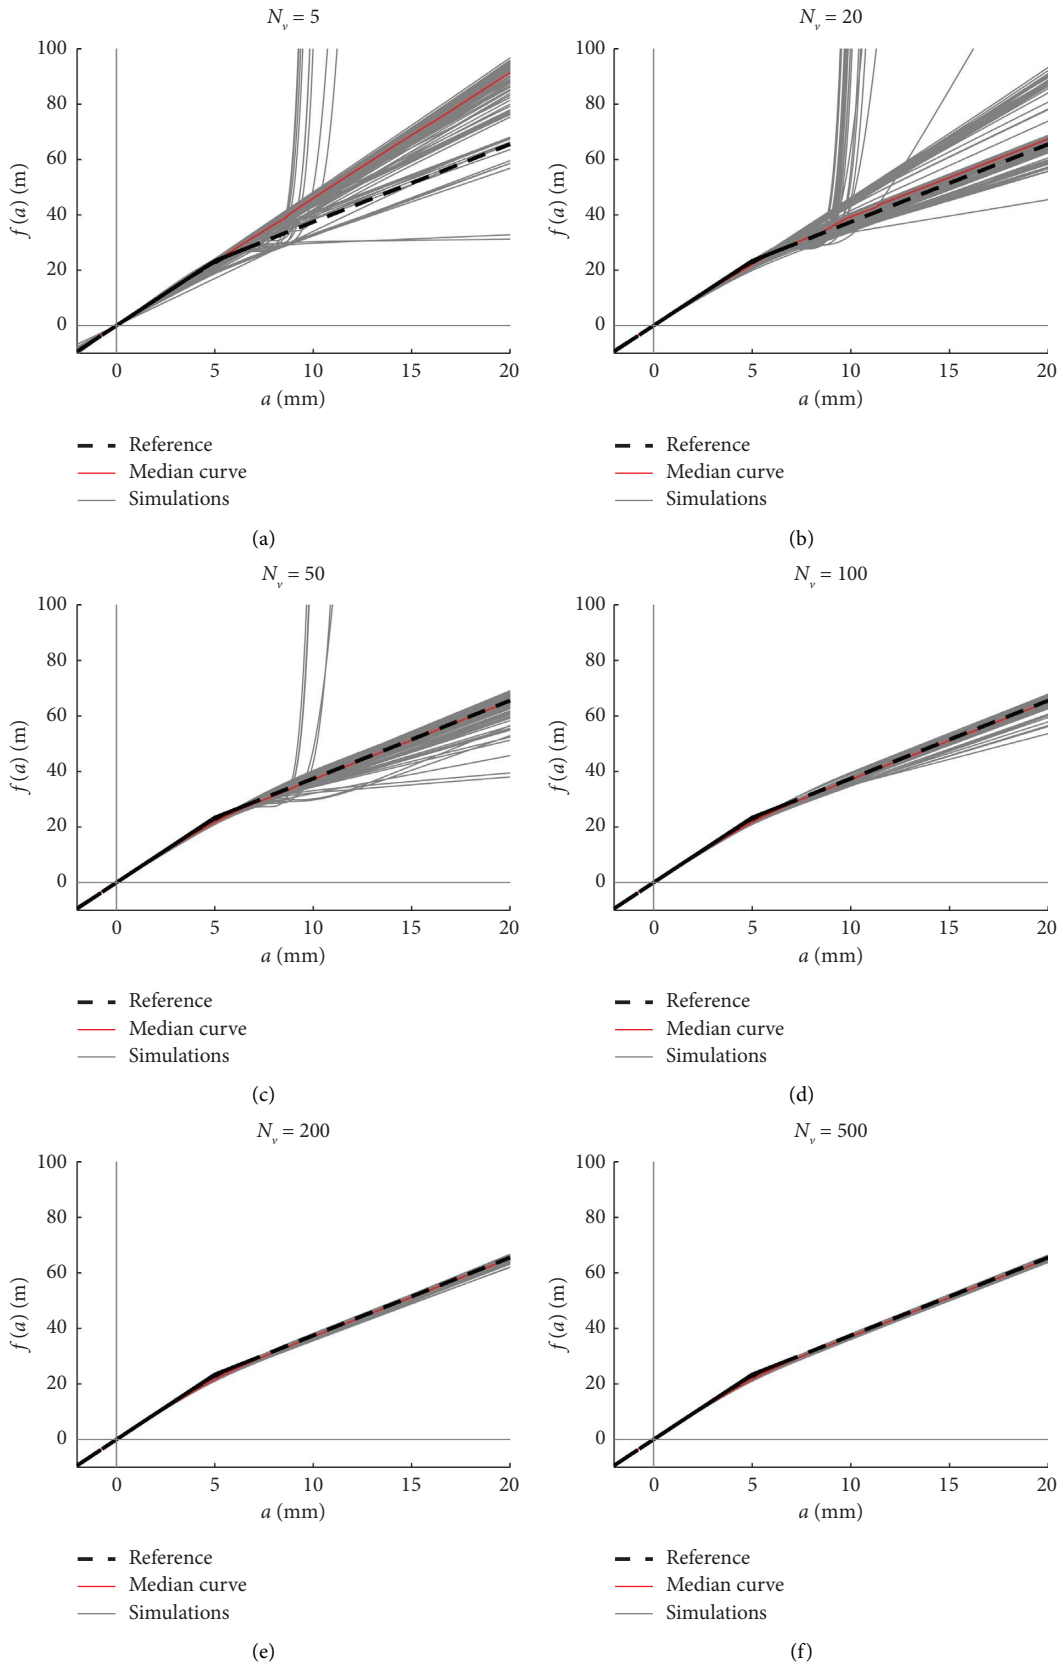 N_v = 5
100
80
60
40
20
0
f (a) (m)
0 5 10 15 20
a (mm)
Reference
Median curve
Simulations
(a)
N_v = 20
100
80
60
40
20
0
f (a) (m)
0 5 10 15 20
a (mm)
Reference
Median curve
Simulations
(b)
N_v = 50
100
80
60
40
20
0
f (a) (m)
0 5 10 15 20
a (mm)
Reference
Median curve
Simulations
(c)
N_v = 100
100
80
60
40
20
0
f (a) (m)
0 5 10 15 20
a (mm)
Reference
Median curve
Simulations
(d)
N_v = 200
100
80
60
40
20
0
f (a) (m)
0 5 10 15 20
a (mm)
Reference
Median curve
Simulations
(e)
N_v = 500
100
80
60
40
20
0
f (a) (m)
0 5 10 15 20
a (mm)
Reference
Median curve
Simulations
(f)